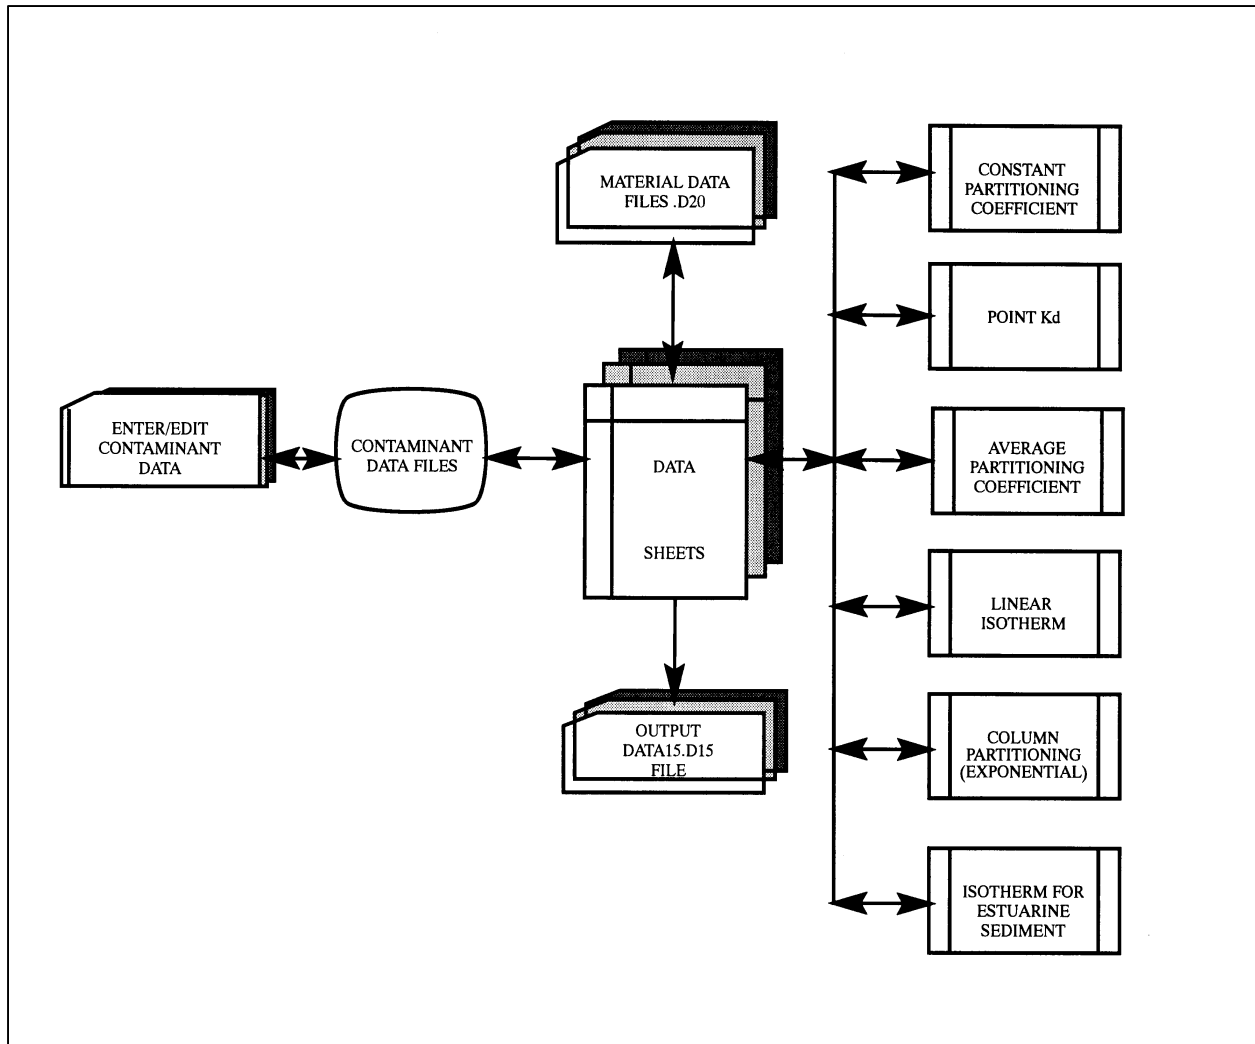 MATERIAL DATA
FILES .D20
CONSTANT
PARTITIONING
COEFFICIENT
POINT Kd
ENTER/EDIT
CONTAMINANT
DATA
CONTAMINANT
DATA FILES
DATA
SHEETS
AVERAGE
PARTITIONING
COEFFICIENT
LINEAR
ISOTHERM
OUTPUT
DATA15.D15
FILE
COLUMN
PARTITIONING
(EXPONENTIAL)
ISOTHERM FOR
ESTUARINE
SEDIMENT